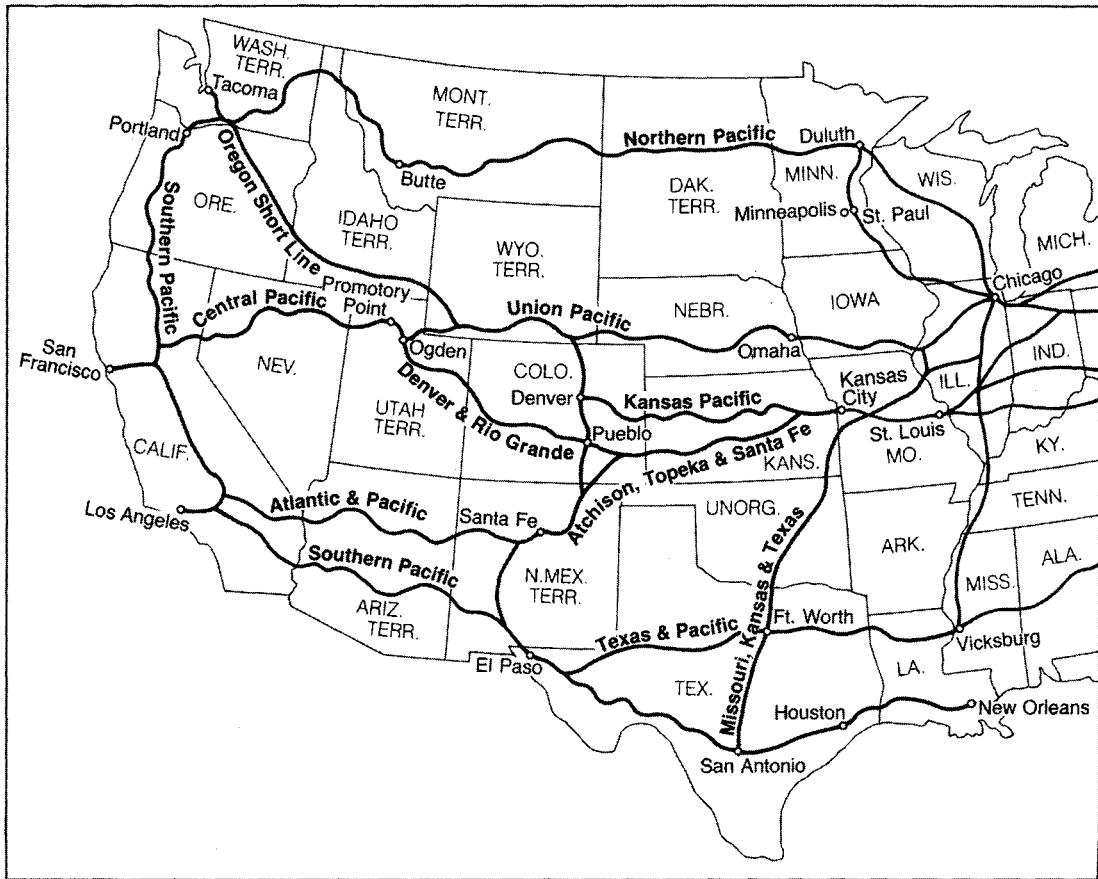 WASH.
TERR.
Tacoma
MONT.
TERR.
Portland
Northern Pacific
Duluth
Butte
MINN.
WIS.
Oregon Short Line
ORE.
IDAHO
TERR.
DAK.
TERR.
Minneapolis
St. Paul
MICH.
Southern Pacific
WYO.
TERR.
Promotory
Point
Chicago
Central Pacific
Union Pacific
NEBR.
IOWA
San
Francisco
Ogden
Omaha
NEV.
COLO.
IND.
Denver
Kansas
City
ILL.
UTAH
TERR.
Denver & Rio Grande
Kansas Pacific
Pueblo
St. Louis
MO.
CALIF.
Atchison, Topeka & Santa Fe
KANS.
KY.
Los Angeles
Atlantic & Pacific
Santa Fe
UNORG.
TENN.
Southern Pacific
N.MEX.
TERR.
Missouri, Kansas & Texas
ARK.
MISS.
ALA.
ARIZ.
TERR.
Texas & Pacific
Ft. Worth
Vicksburg
El Paso
TEX.
LA.
Houston
New Orleans
San Antonio